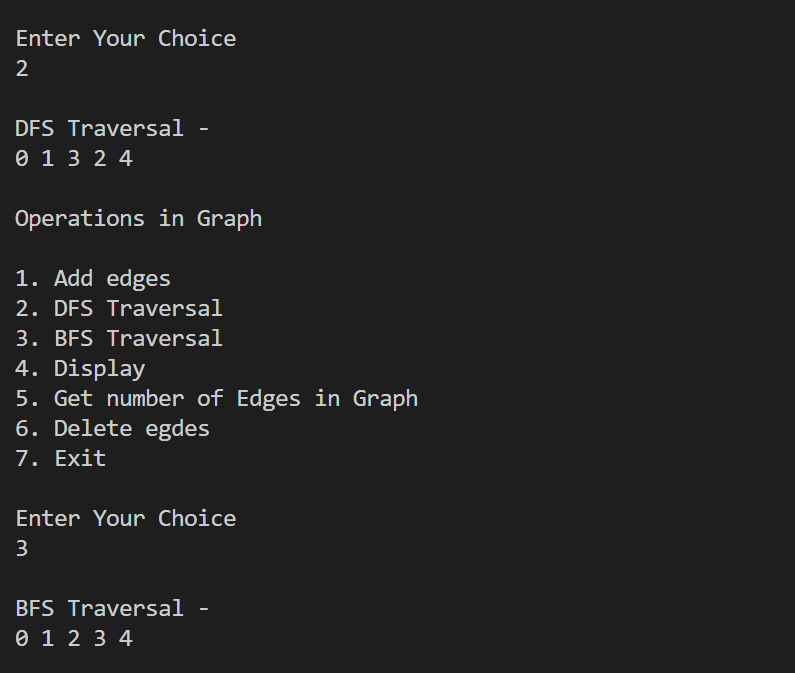 Enter Your Choice
2
DFS Traversal -
0 1 3 2 4
Operations in Graph
1. Add edges
2. DFS Traversal
3. BFS Traversal
4. Display
5. Get number of Edges in Graph
6. Delete egdes
7. Exit
Enter Your Choice
3
BFS Traversal -
0 1 2 3 4